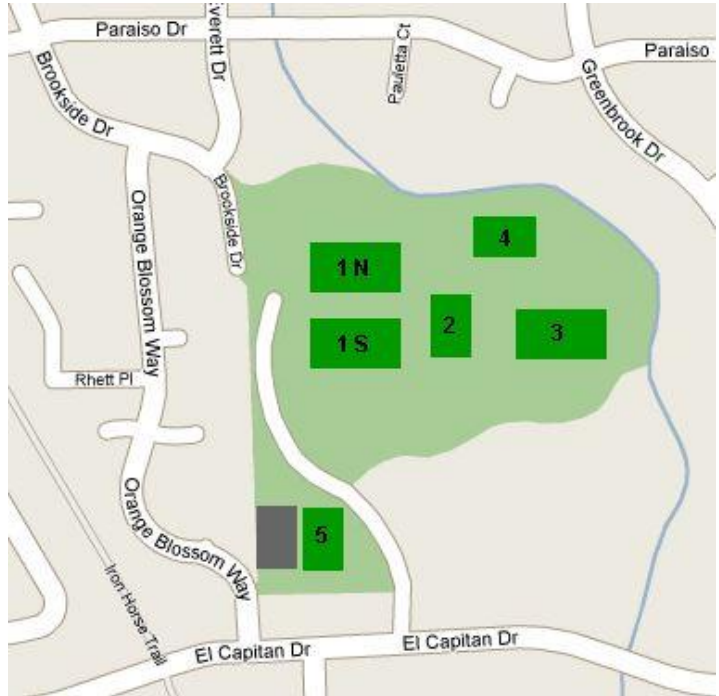 Paraiso Dr
Everett Dr
Pauletta Ct
Paraiso
Brookside Dr
Greenbrook Dr
Orange Blossom Way
Brookside Dr
4
1 N
2
3
1 S
Rhett Pl
Orange Blossom Way
5
Iron Horse Trail
El Capitan Dr
El Capitan Dr